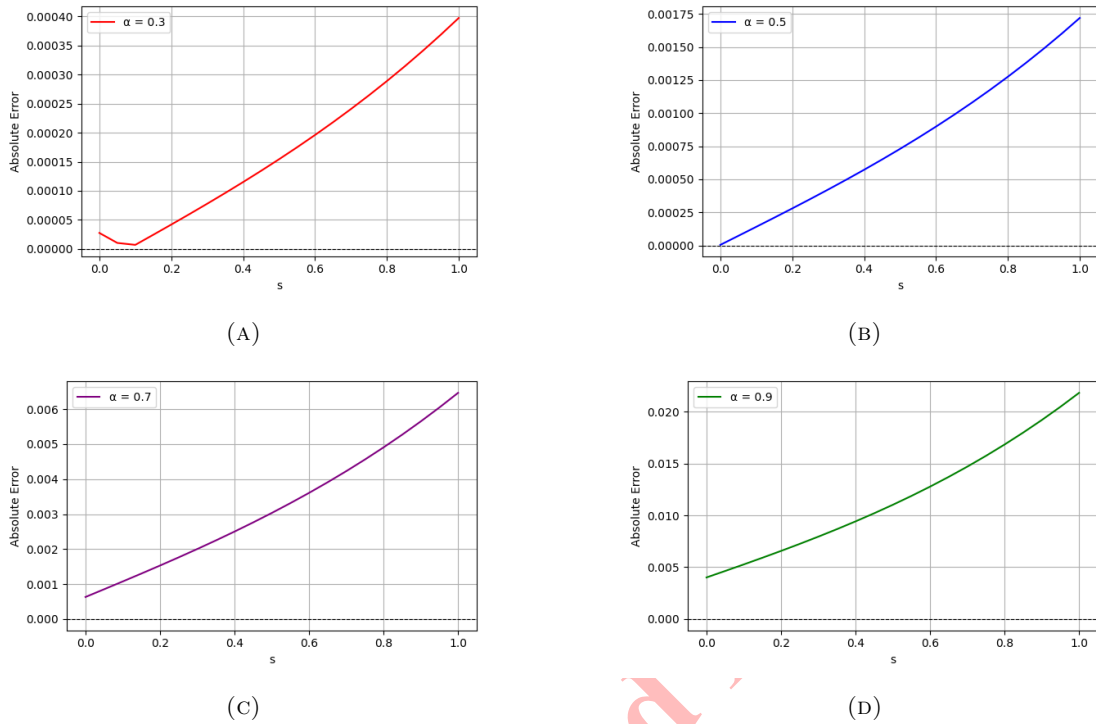 α = 0.3
0.00040
0.00035
0.00030
0.00025
0.00020
0.00015
0.00010
0.00005
0.00000
Absolute Error
0.0 0.2 0.4 0.6 0.8 1.0
s
(A)
α = 0.5
0.00175
0.00150
0.00125
0.00100
0.00075
0.00050
0.00025
0.00000
Absolute Error
0.0 0.2 0.4 0.6 0.8 1.0
s
(B)
α = 0.7
0.006
0.005
0.004
0.003
0.002
0.001
0.000
Absolute Error
0.0 0.2 0.4 0.6 0.8 1.0
s
(C)
α = 0.9
0.020
0.015
0.010
0.005
0.000
Absolute Error
0.0 0.2 0.4 0.6 0.8 1.0
s
(D)